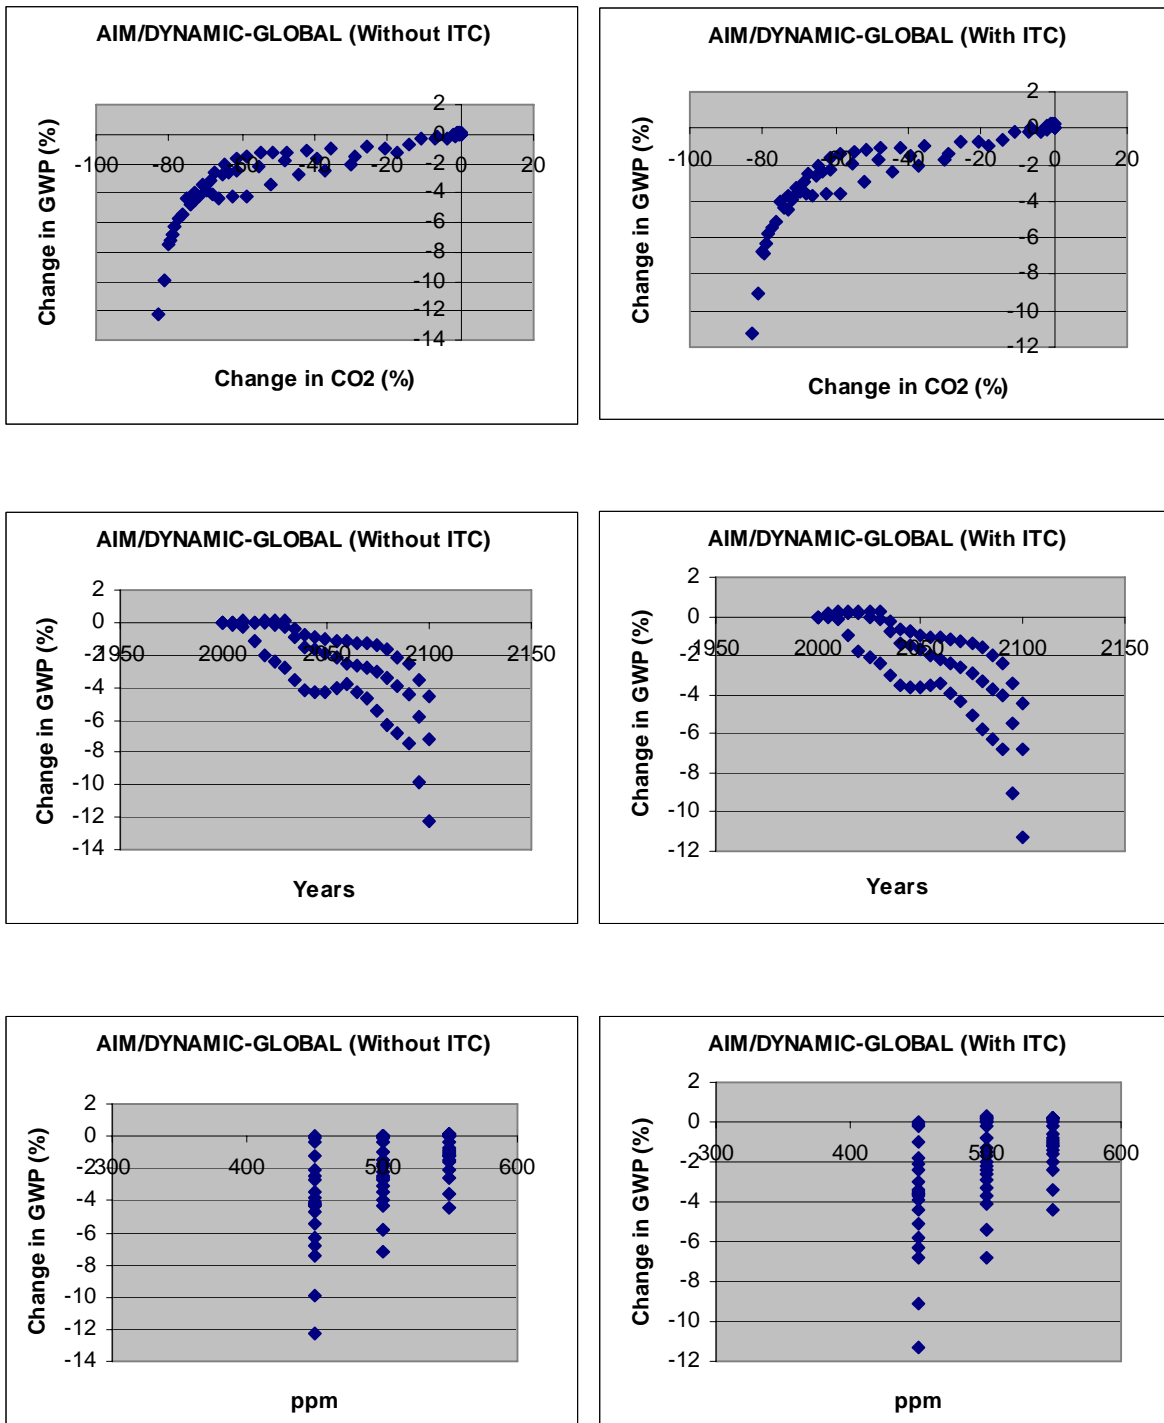 AIM/DYNAMIC-GLOBAL (Without ITC)
2
0
-2
-4
-6
-8
-10
-12
-14
-100 -80 -60 -40 -20 0 20
Change in GWP (%)
Change in CO2 (%)
AIM/DYNAMIC-GLOBAL (With ITC)
2
0
-2
-4
-6
-8
-10
-12
-100 -80 -60 -40 -20 0 20
Change in GWP (%)
Change in CO2 (%)
AIM/DYNAMIC-GLOBAL (Without ITC)
2
0
-2
-4
-6
-8
-10
-12
-14
1950 2000 2050 2100 2150
Change in GWP (%)
Years
AIM/DYNAMIC-GLOBAL (With ITC)
2
0
-2
-4
-6
-8
-10
-12
1950 2000 2050 2100 2150
Change in GWP (%)
Years
AIM/DYNAMIC-GLOBAL (Without ITC)
2
0
-2
-4
-6
-8
-10
-12
-14
300 400 500 600
Change in GWP (%)
ppm
AIM/DYNAMIC-GLOBAL (With ITC)
2
0
-2
-4
-6
-8
-10
-12
300 400 500 600
Change in GWP (%)
ppm